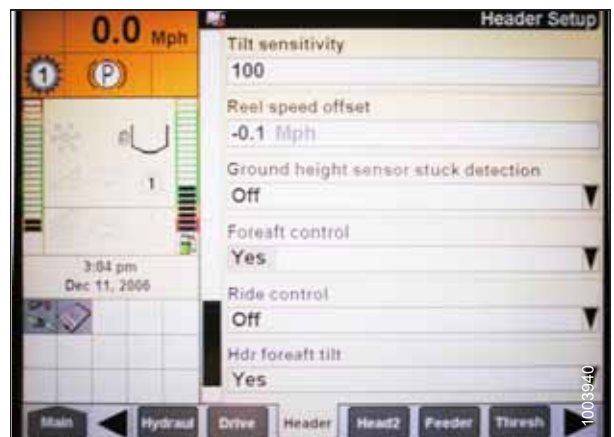 0.0 Mph
Header Setup
Tilt sensitivity
100
1
P
Reel speed offset
-0.1 Mph
Ground height sensor stuck detection
Off
1
Foreaft control
Yes
3:04 pm
Dec 11, 2006
Ride control
Off
GPS
Hdr foreaft tilt
Yes
1003940
Main
Hydraul
Drive
Header
Head2
Feeder
Thresh